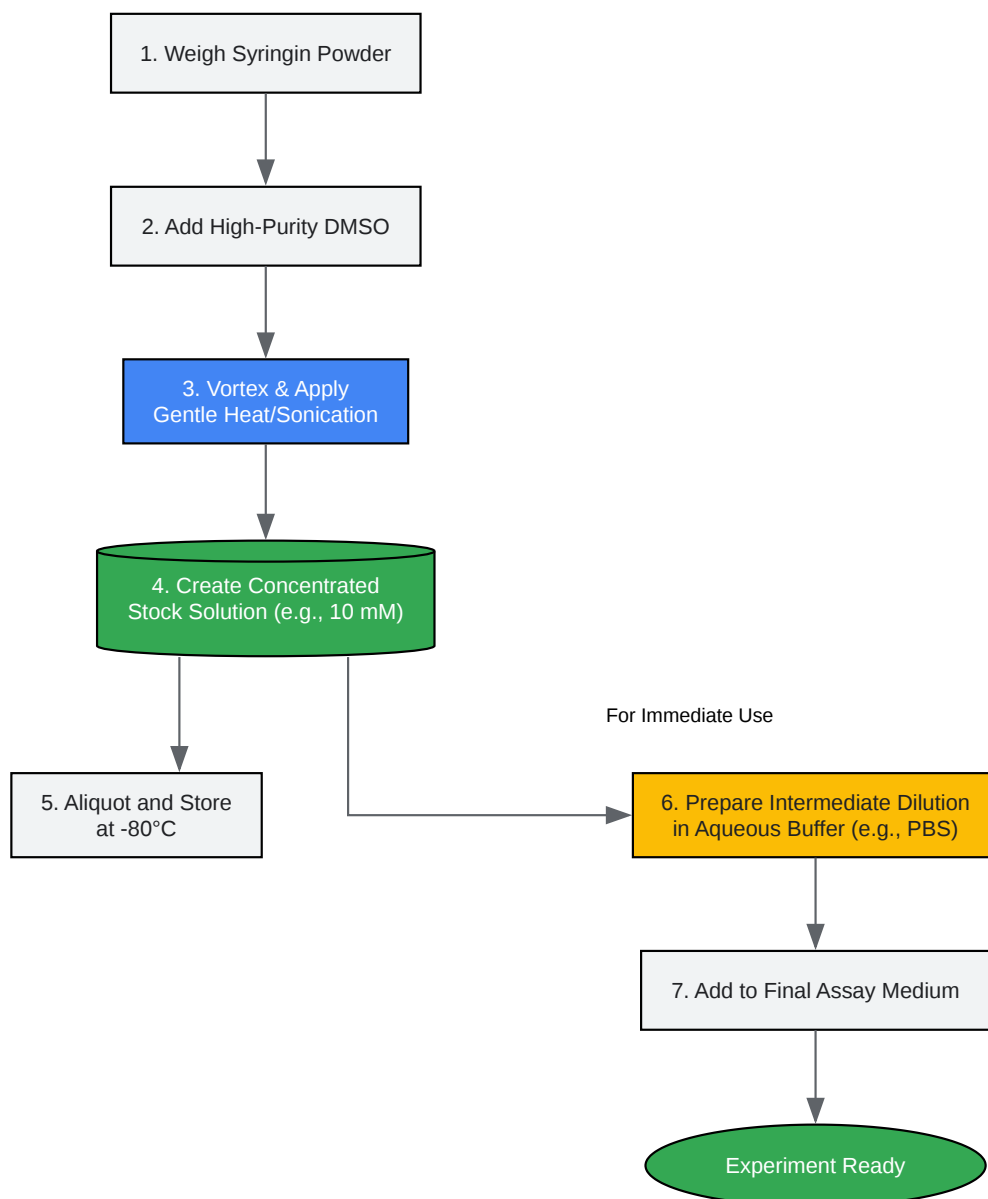 1. Weigh Syringin Powder
2. Add High-Purity DMSO
3. Vortex & Apply
Gentle Heat/Sonication
4. Create Concentrated
Stock Solution (e.g., 10 mM)
For Immediate Use
5. Aliquot and Store
at -80°C
6. Prepare Intermediate Dilution
in Aqueous Buffer (e.g., PBS)
7. Add to Final Assay Medium
Experiment Ready